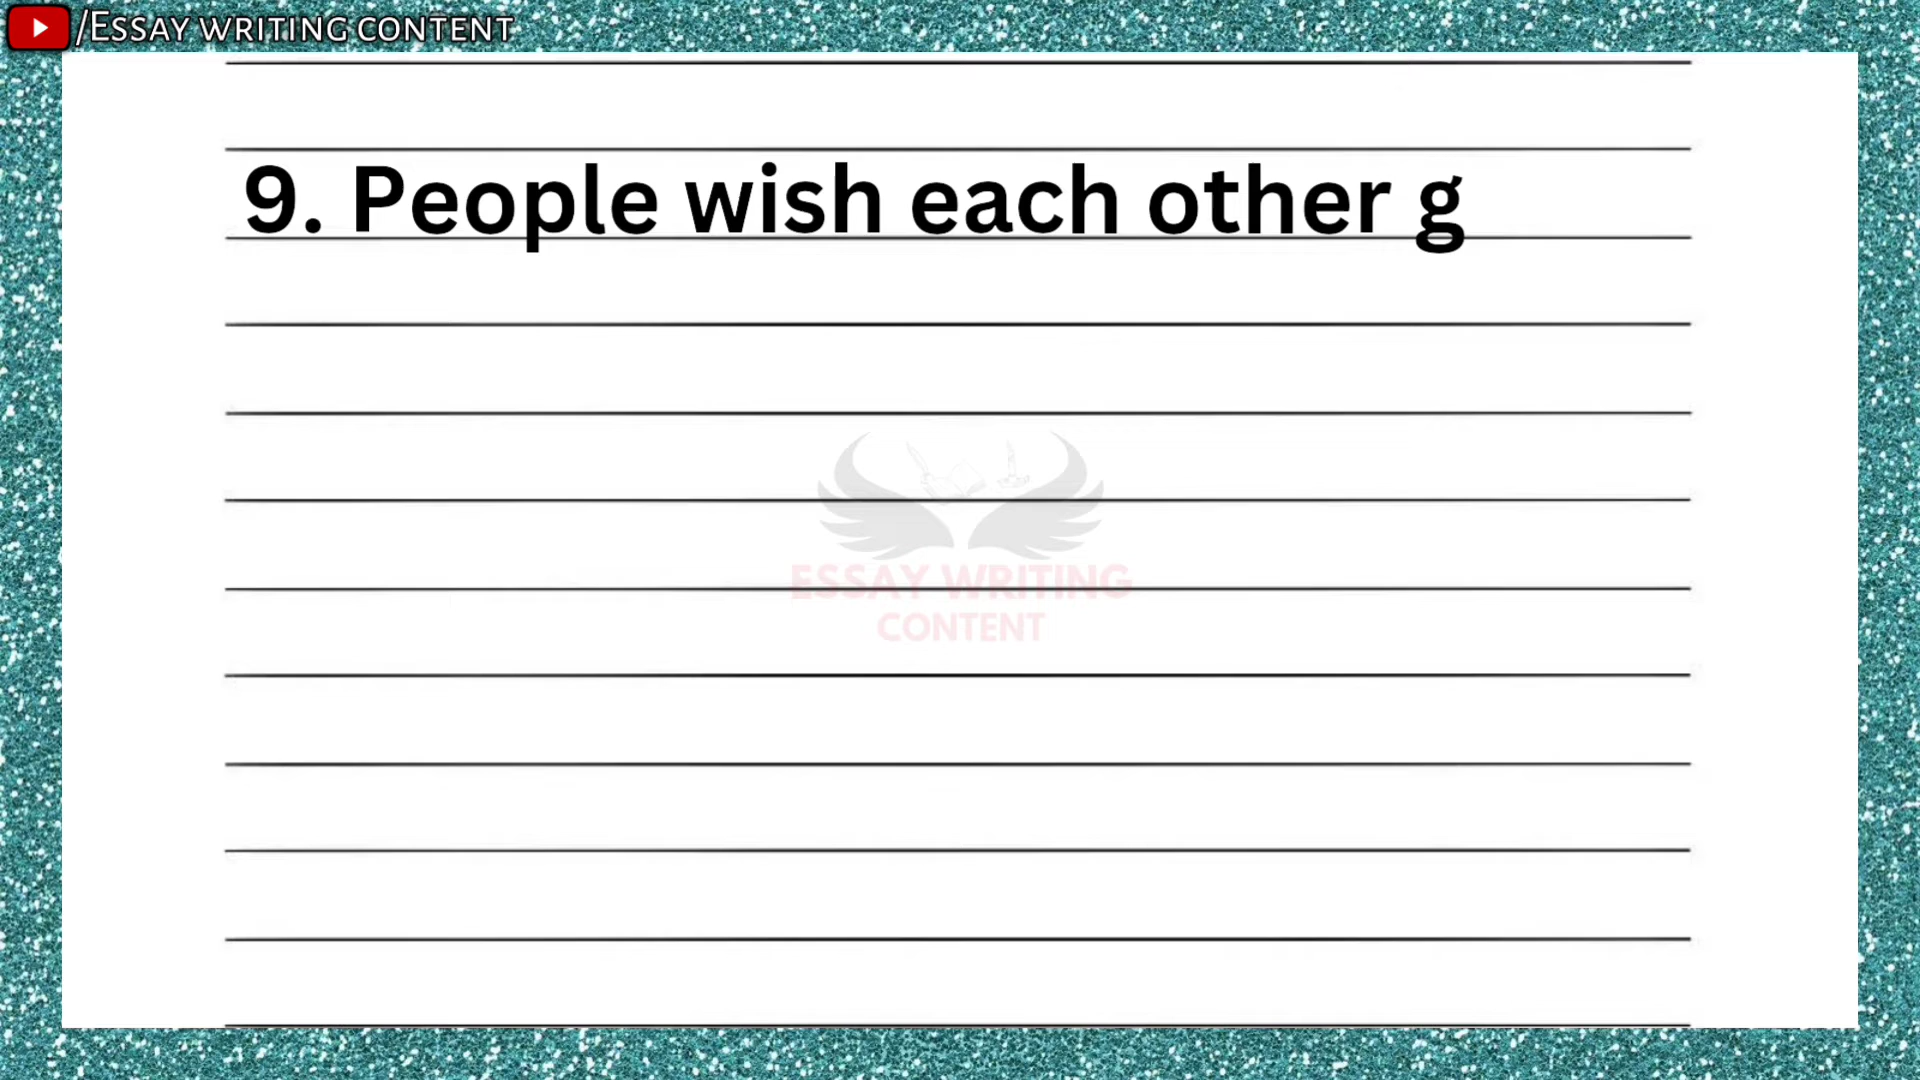 /ESSAY WRITING CONTENT
9. People wish each other g
ESSAY WRITING
CONTENT